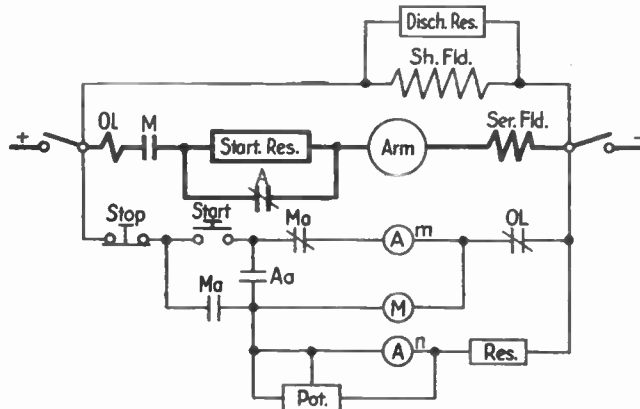 Disch. Res.
Sh. Fld.
+ OL M Start. Res. Arm Ser. Fld. -
A
Stop Start Ma A m OL
Aa
Ma M
A n Res.
Pot.